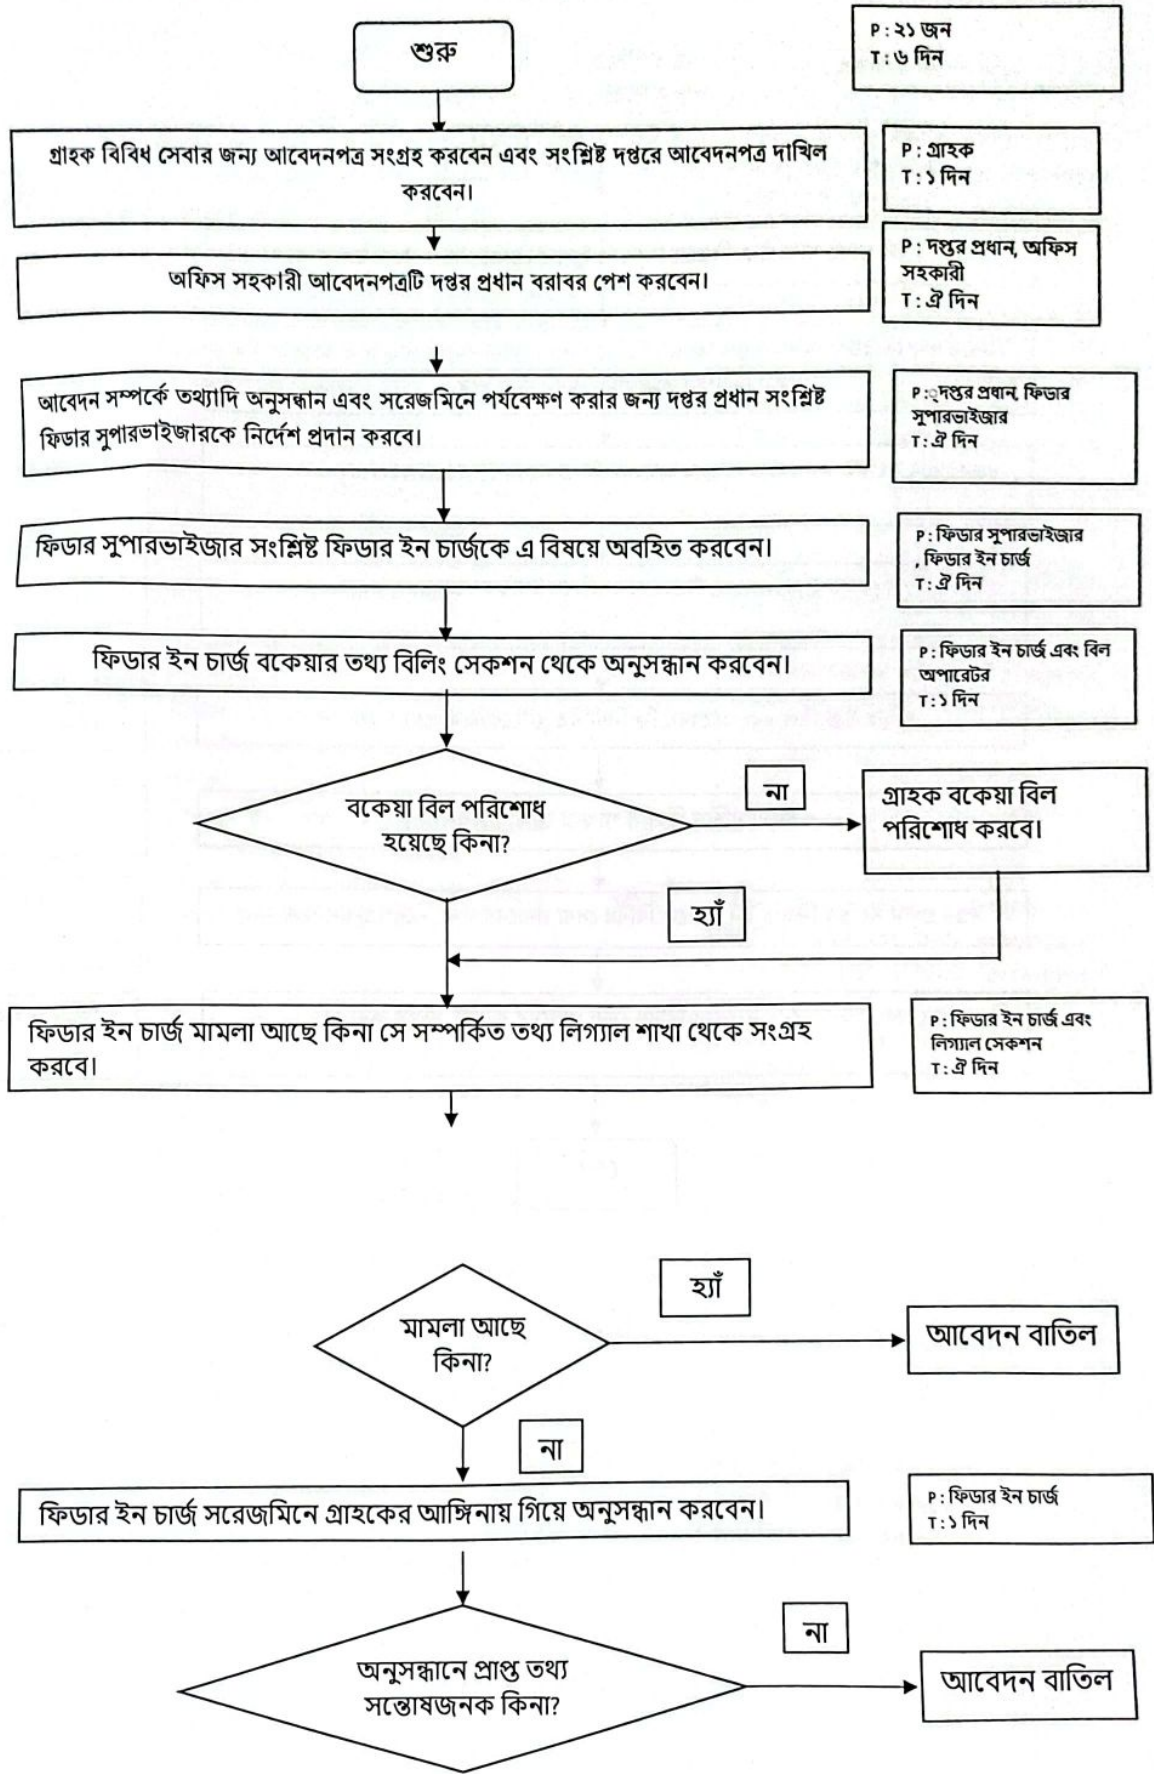 শুরু
P : ২১ জন
T : ৬ দিন
গ্রাহক বিবিধ সেবার জন্য আবেদনপত্র সংগ্রহ করবেন এবং সংশ্লিষ্ট দপ্তরে আবেদনপত্র দাখিল
করবেন।
P : গ্রাহক
T : ১ দিন
অফিস সহকারী আবেদনপত্রটি দপ্তর প্রধান বরাবর পেশ করবেন।
P : দপ্তর প্রধান, অফিস
সহকারী
T : ঐ দিন
আবেদন সম্পর্কে তথ্যাদি অনুসন্ধান এবং সরেজমিনে পর্যবেক্ষণ করার জন্য দপ্তর প্রধান সংশ্লিষ্ট
ফিডার সুপারভাইজারকে নির্দেশ প্রদান করবে।
P :্দপ্তর প্রধান, ফিডার
সুপারভাইজার
T : ঐ দিন
ফিডার সুপারভাইজার সংশ্লিষ্ট ফিডার ইন চার্জকে এ বিষয়ে অবহিত করবেন।
P : ফিডার সুপারভাইজার
, ফিডার ইন চার্জ
T : ঐ দিন
ফিডার ইন চার্জ বকেয়ার তথ্য বিলিং সেকশন থেকে অনুসন্ধান করবেন।
P : ফিডার ইন চার্জ এবং বিল
অপারেটর
T : ১ দিন
বকেয়া বিল পরিশোধ
হয়েছে কিনা?
না
গ্রাহক বকেয়া বিল
পরিশোধ করবে।
হ্যাঁ
ফিডার ইন চার্জ মামলা আছে কিনা সে সম্পর্কিত তথ্য লিগ্যাল শাখা থেকে সংগ্রহ
করবে।
P : ফিডার ইন চার্জ এবং
লিগ্যাল সেকশন
T : ঐ দিন
মামলা আছে
কিনা?
হ্যাঁ
আবেদন বাতিল
না
ফিডার ইন চার্জ সরেজমিনে গ্রাহকের আঙ্গিনায় গিয়ে অনুসন্ধান করবেন।
P : ফিডার ইন চার্জ
T : ১ দিন
অনুসন্ধানে প্রাপ্ত তথ্য
সন্তোষজনক কিনা?
না
আবেদন বাতিল